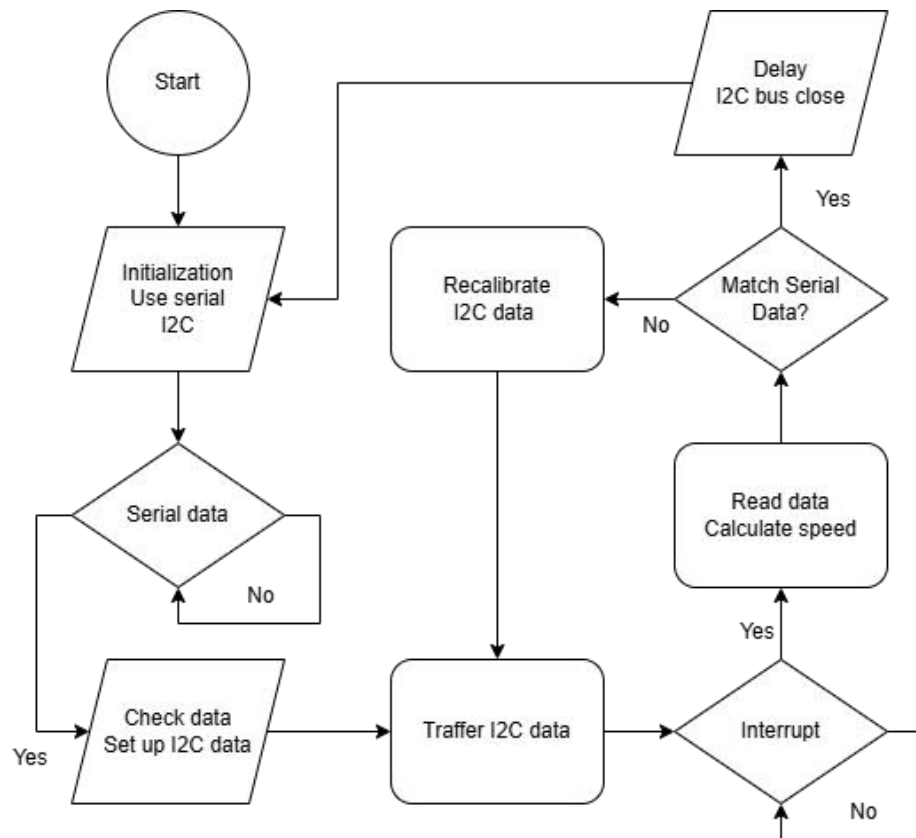 Start
Delay
I2C bus close
Yes
Initialization
Use serial
I2C
Recalibrate
I2C data
No
Match Serial
Data?
Serial data
No
Read data
Calculate speed
Yes
Check data
Set up I2C data
Yes
Traffer I2C data
Interrupt
No